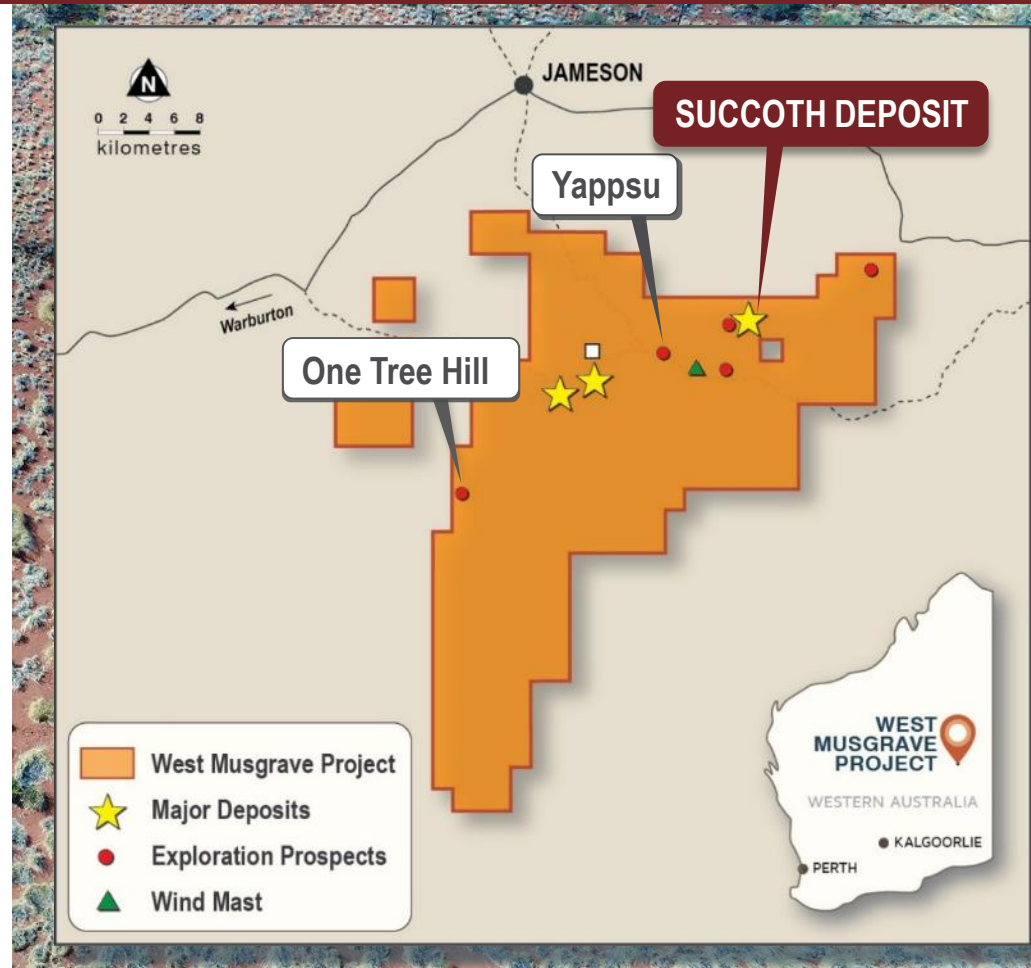 N
0 2 4 6 8
kilometres
JAMESON
SUCCOTH DEPOSIT
Yappsu
Warburton
One Tree Hill
West Musgrave Project
Major Deposits
Exploration Prospects
Wind Mast
WEST
MUSGRAVE
PROJECT
WESTERN AUSTRALIA
KALGOORLIE
PERTH